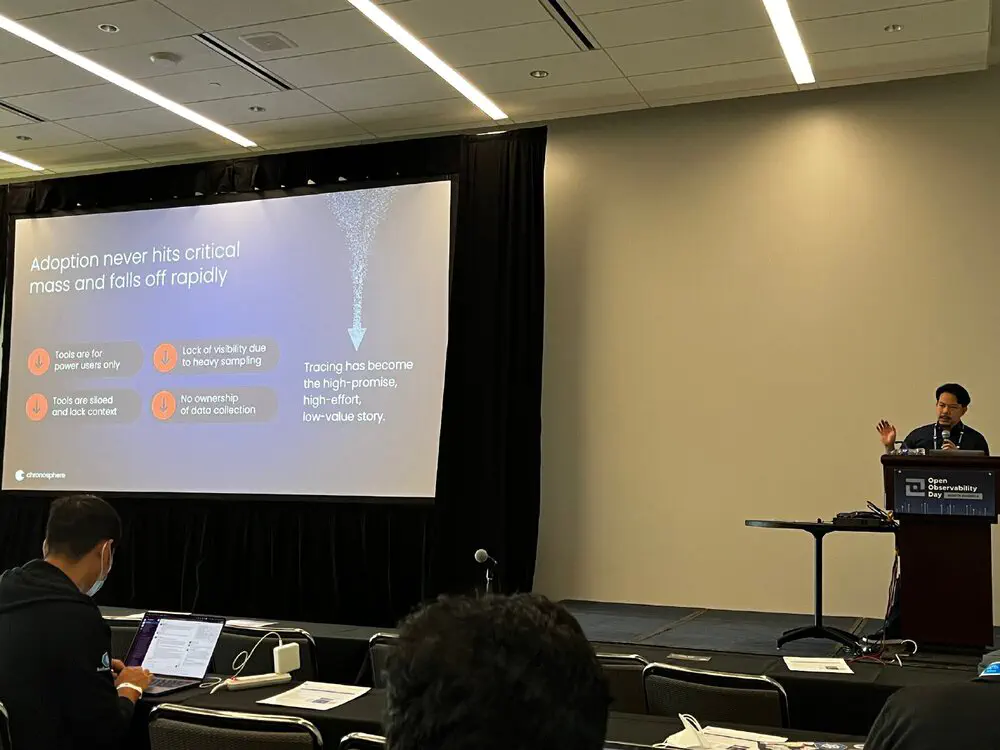 Adoption never hits critical
mass and falls off rapidly
Tools are for
power users only
Lack of visibility due
to heavy sampling
Tools are siloed
and lack context
No ownership
of data collection
Tracing has become
the high-promise,
high-effort,
low-value story.
chronosphere
Open
Observability
Day NORTH AMERICA